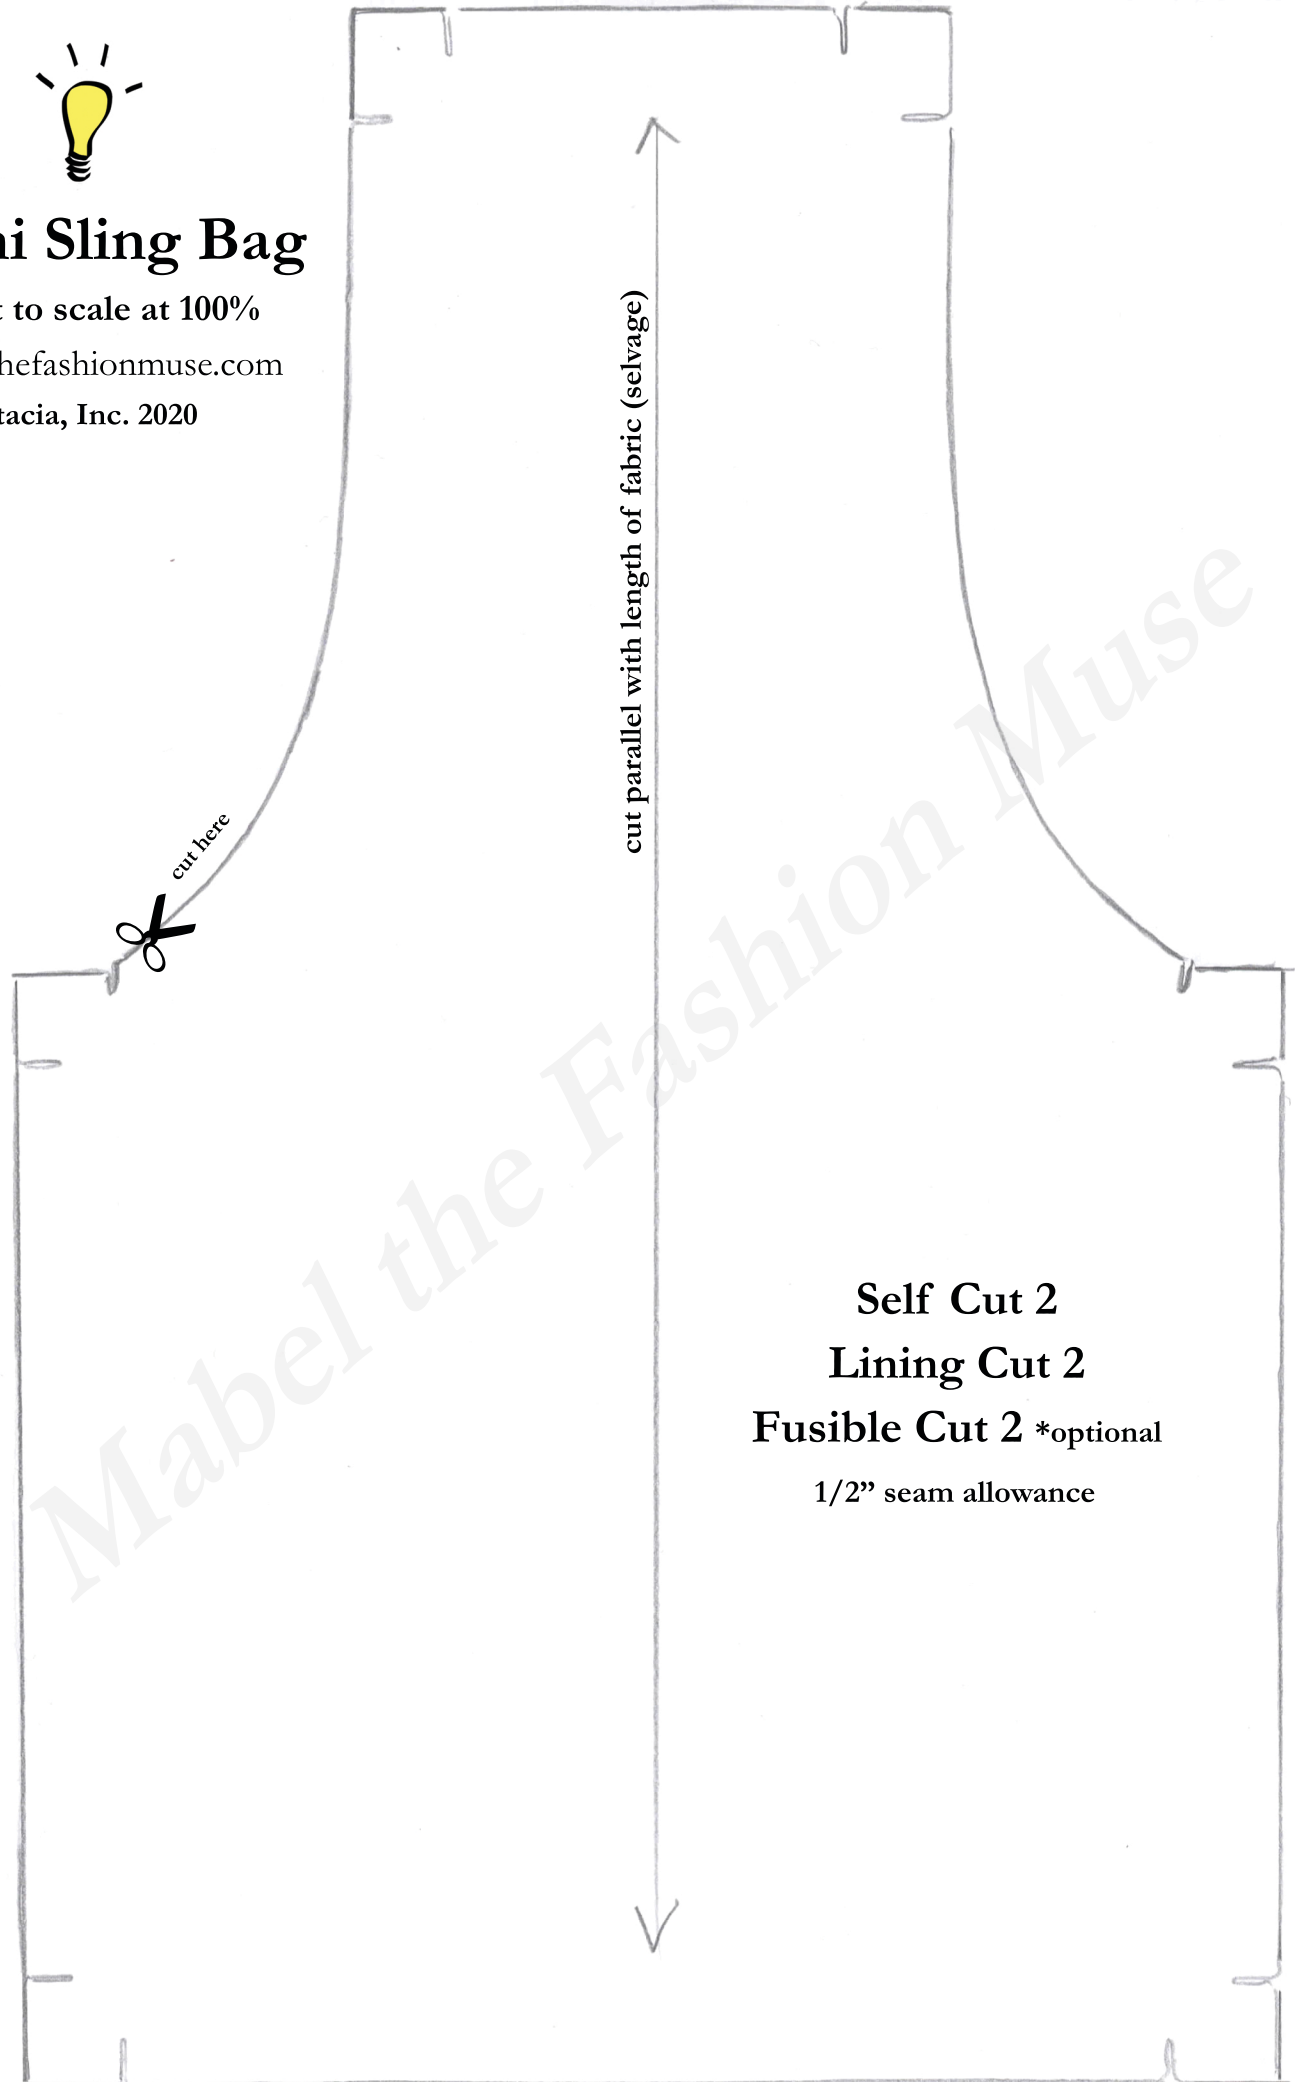 Sling Bag
to scale at 100%
hefashionmuse.com
tacia, Inc. 2020
cut parallel with length of fabric (selvage)
cut here
Mabel the Fashion Muse
Self Cut 2
Lining Cut 2
Fusible Cut 2 *optional
1/2” seam allowance